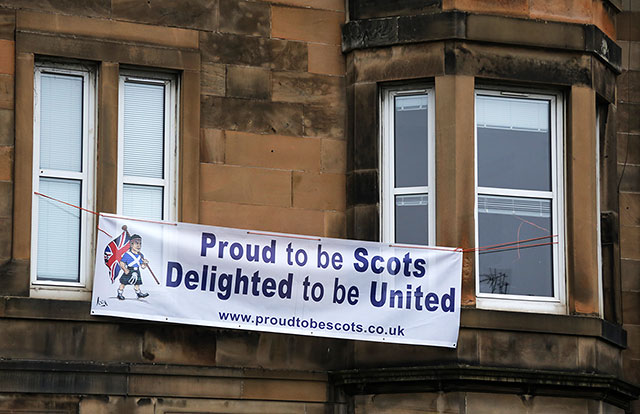 Proud to be Scots
Delighted to be United
www.proudtobescots.co.uk